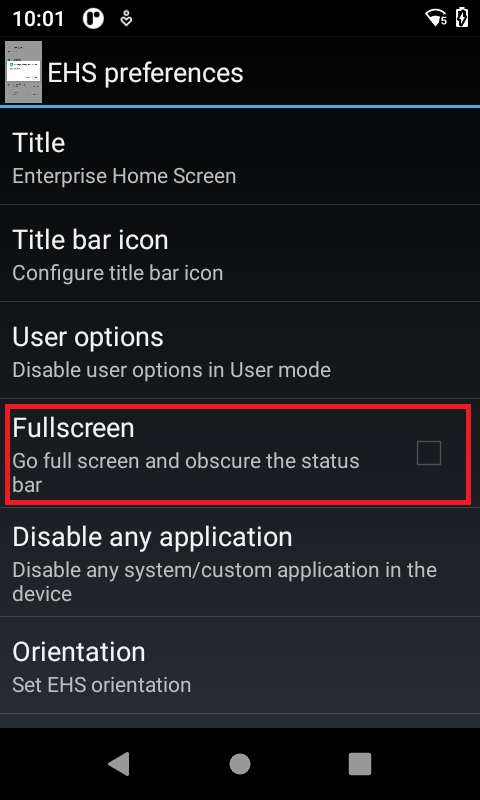 10:01
5
EHS preferences
Title
Enterprise Home Screen
Title bar icon
Configure title bar icon
User options
Disable user options in User mode
Fullscreen
Go full screen and obscure the status
bar
Disable any application
Disable any system/custom application in the
device
Orientation
Set EHS orientation